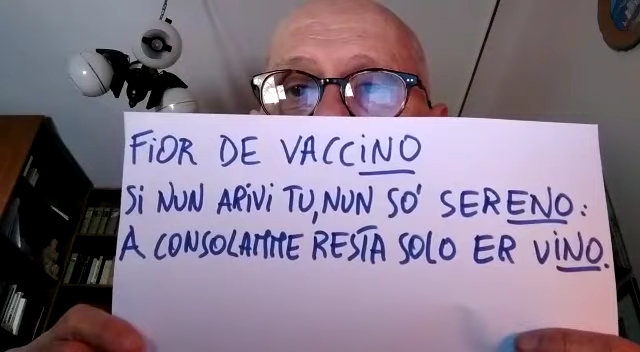 FiOR DE VACCiNO
Si NUN ARiVi TU, NUN SO' SERENO:
A CONSOLAMME RESTA SOLO ER ViNO.